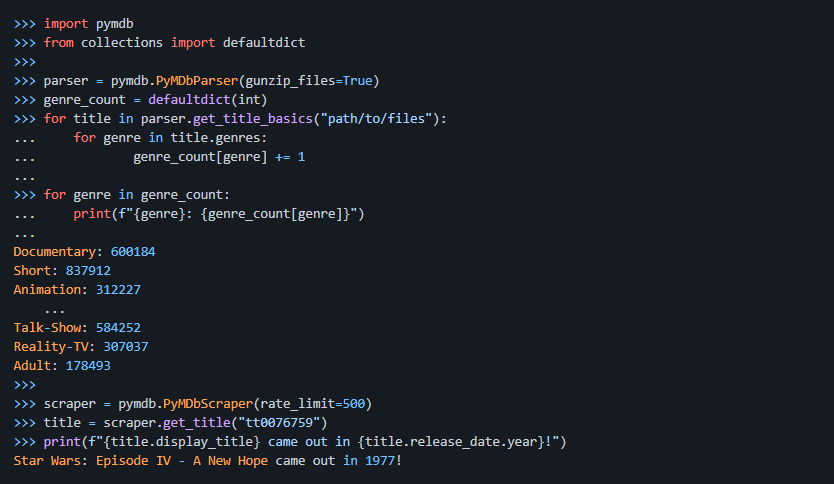 >>> import pymdb
>>> from collections import defaultdict
>>>
>>> parser = pymdb.PyMDbParser(gunzip_files=True)
>>> genre_count = defaultdict(int)
>>> for title in parser.get_title_basics("path/to/files"):
...     for genre in title.genres:
...             genre_count[genre] += 1
...
>>> for genre in genre_count:
...     print(f"{genre}: {genre_count[genre]}")
...
Documentary: 600184
Short: 837912
Animation: 312227
    ...
Talk-Show: 584252
Reality-TV: 307037
Adult: 178493
>>>
>>> scraper = pymdb.PyMDbScraper(rate_limit=500)
>>> title = scraper.get_title("tt0076759")
>>> print(f"{title.display_title} came out in {title.release_date.year}!")
Star Wars: Episode IV - A New Hope came out in 1977!